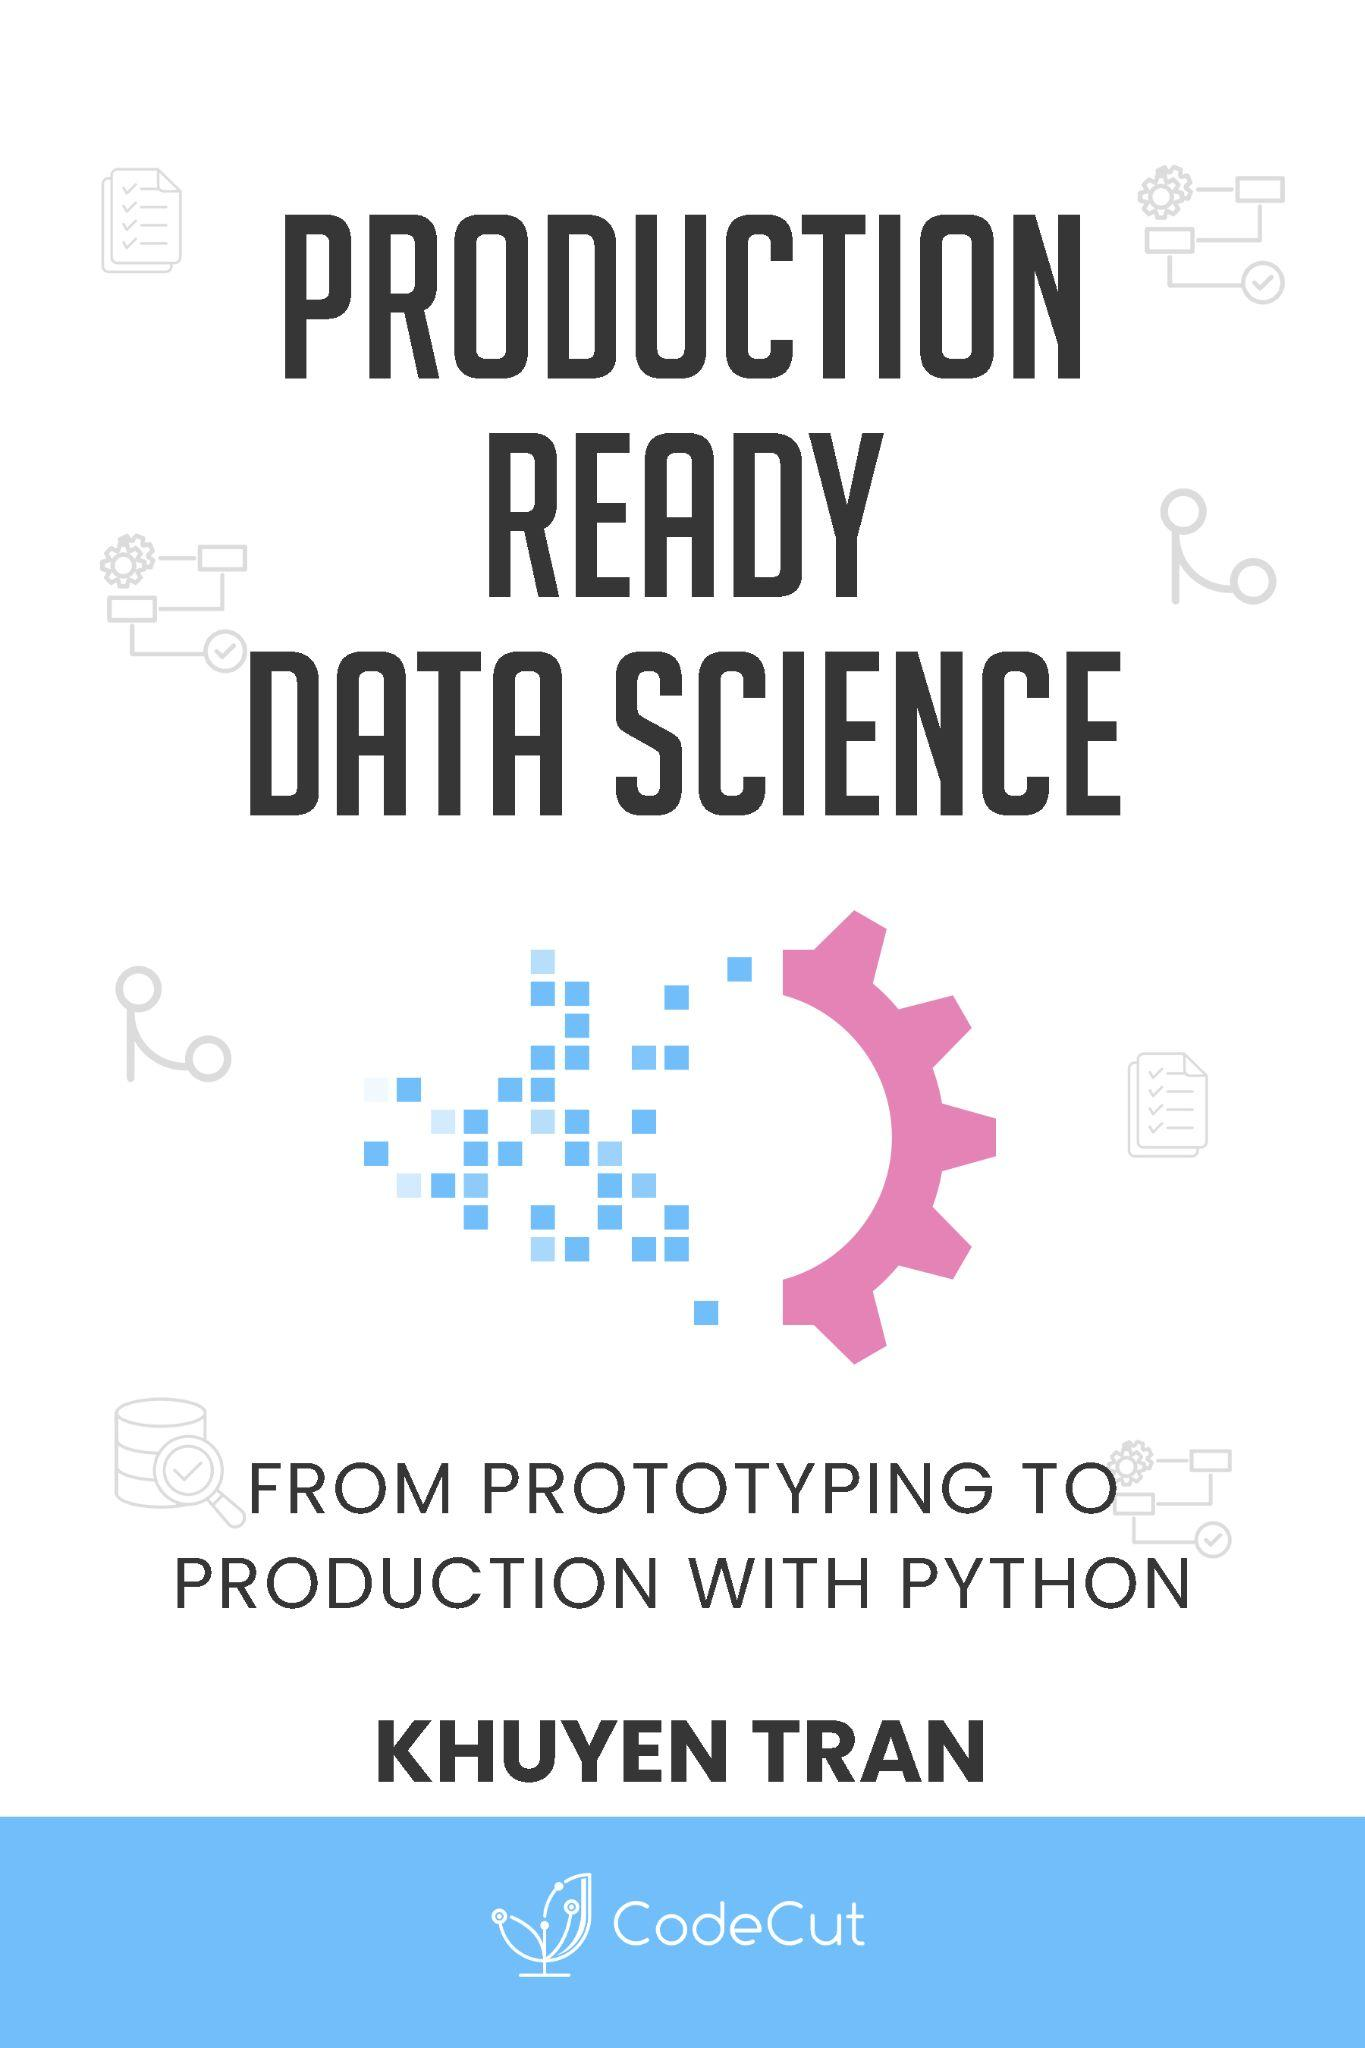 PRODUCTION
READY
DATA SCIENCE
FROM PROTOTYPING TO
PRODUCTION WITH PYTHON
KHUYEN TRAN
CodeCut